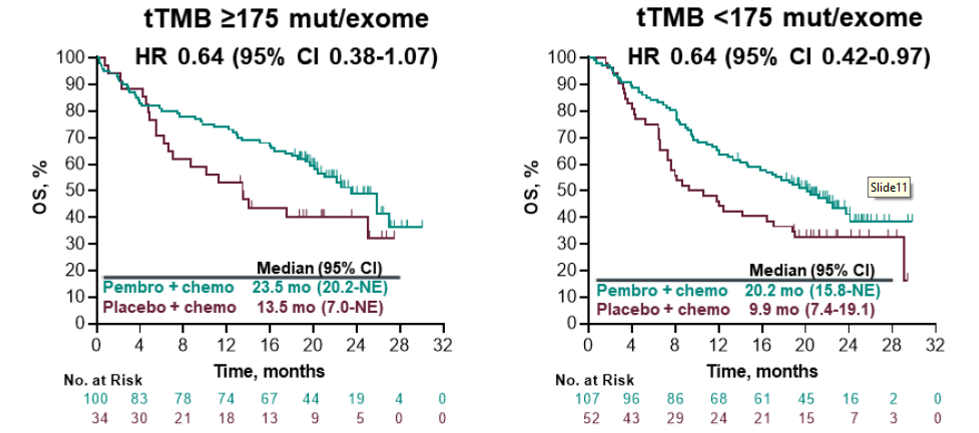 tTMB ≥175 mut/exome
HR 0.64 (95% CI 0.38-1.07)
100
90
80
70
60
50
40
30
20
10
0
OS, %
Median (95% CI)
Pembro + chemo 23.5 mo (20.2-NE)
Placebo + chemo 13.5 mo (7.0-NE)
0 4 8 12 16 20 24 28 32
Time, months
No. at Risk
100 83 78 74 67 44 19 4 0
34 30 21 18 13 9 5 0 0
tTMB <175 mut/exome
HR 0.64 (95% CI 0.42-0.97)
100
90
80
70
60
50
40
30
20
10
0
OS, %
Slide11
Median (95% CI)
Pembro + chemo 20.2 mo (15.8-NE)
Placebo + chemo 9.9 mo (7.4-19.1)
0 4 8 12 16 20 24 28 32
Time, months
No. at Risk
107 96 86 68 61 45 16 2 0
52 43 29 24 21 15 7 3 0